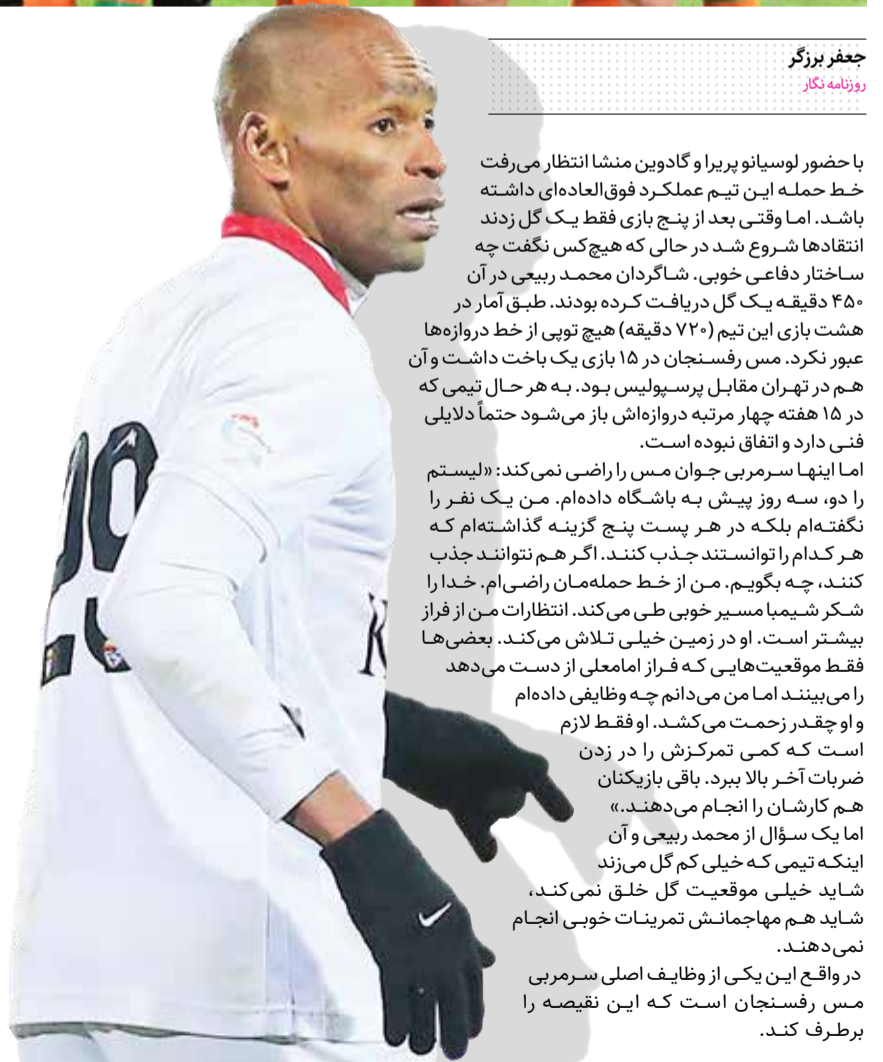 جعفر برزگر
روزنامه نگار
با حضور لوسیانو پریرا و گادوین منشا انتظار می‌رفت
خط حمله این تیم عملکرد فوق‌العاده‌ای داشته
باشد. اما وقتی بعد از پنج بازی فقط یک گل زدند
انتقادها شروع شد در حالی که هیچ‌کس نگفت چه
ساختار دفاعی خوبی. شاگردان محمد ربیعی در آن
۴۵۰ دقیقه یک گل دریافت کرده بودند. طبق آمار در
هشت بازی این تیم (۷۲۰ دقیقه) هیچ توپی از خط دروازه‌ها
عبور نکرد. مس رفسنجان در ۱۵ بازی یک باخت داشت و آن
هم در تهران مقابل پرسپولیس بود. به هر حال تیمی که
در ۱۵ هفته چهار مرتبه دروازه‌اش باز می‌شود حتماً دلایلی
فنی دارد و اتفاق نبوده است.
اما اینها سرمربی جوان مس را راضی نمی‌کند: «لیستم
را دو، سه روز پیش به باشگاه داده‌ام. من یک نفر را
نگفته‌ام بلکه در هر پست پنج گزینه گذاشته‌ام که
هر کدام را توانستند جذب کنند. اگر هم نتوانند جذب
کنند، چه بگویم. من از خط حمله‌مان راضی‌ام. خدا را
شکر شیمبا مسیر خوبی طی می‌کند. انتظارات من از فراز
بیشتر است. او در زمین خیلی تلاش می‌کند. بعضی‌ها
فقط موقعیت‌هایی که فراز امامعلی از دست می‌دهد
را می‌بینند اما من می‌دانم چه وظایفی داده‌ام
و او چقدر زحمت می‌کشد. او فقط لازم
است که کمی تمرکزش را در زدن
ضربات آخر بالا ببرد. باقی بازیکنان
هم کارشان را انجام می‌دهند.»
اما یک سؤال از محمد ربیعی و آن
اینکه تیمی که خیلی کم گل می‌زند
شاید خیلی موقعیت گل خلق نمی‌کند،
شاید هم مهاجمانش تمرینات خوبی انجام
نمی‌دهند.
در واقع این یکی از وظایف اصلی سرمربی
مس رفسنجان است که این نقیصه را
برطرف کند.